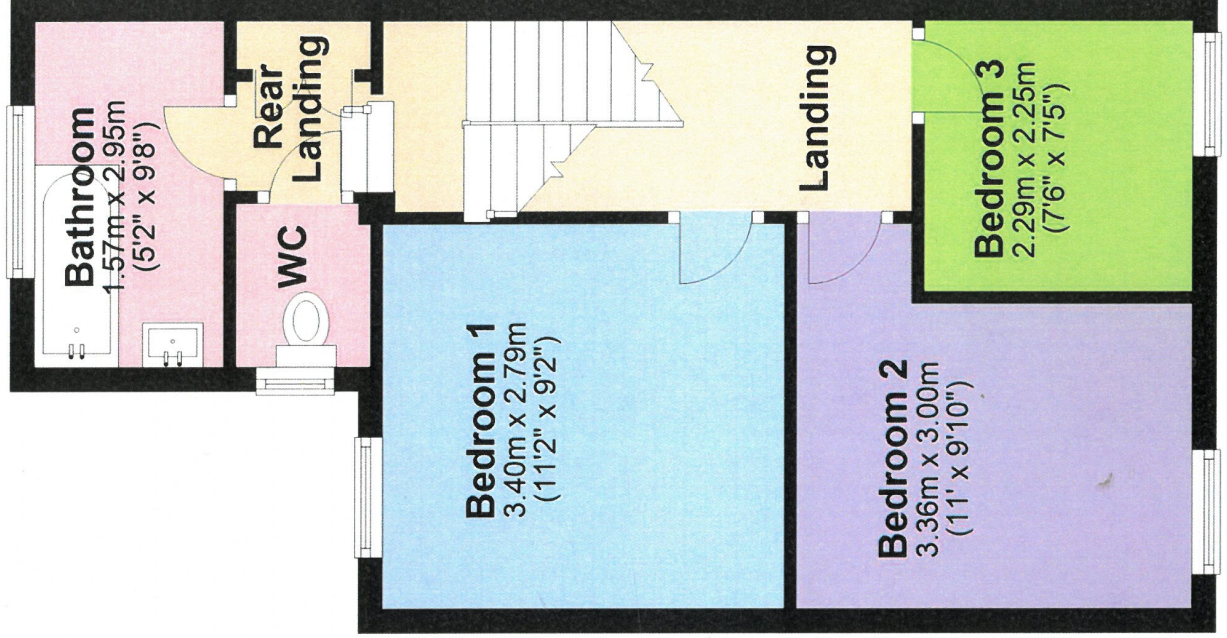 Bathroom
1.57m x 2.95m
(5'2" x 9'8")
Rear
Landing
WC
Landing
Bedroom 1
3.40m x 2.79m
(11'2" x 9'2")
Bedroom 2
3.36m x 3.00m
(11' x 9'10")
Bedroom 3
2.29m x 2.25m
(7'6" x 7'5")